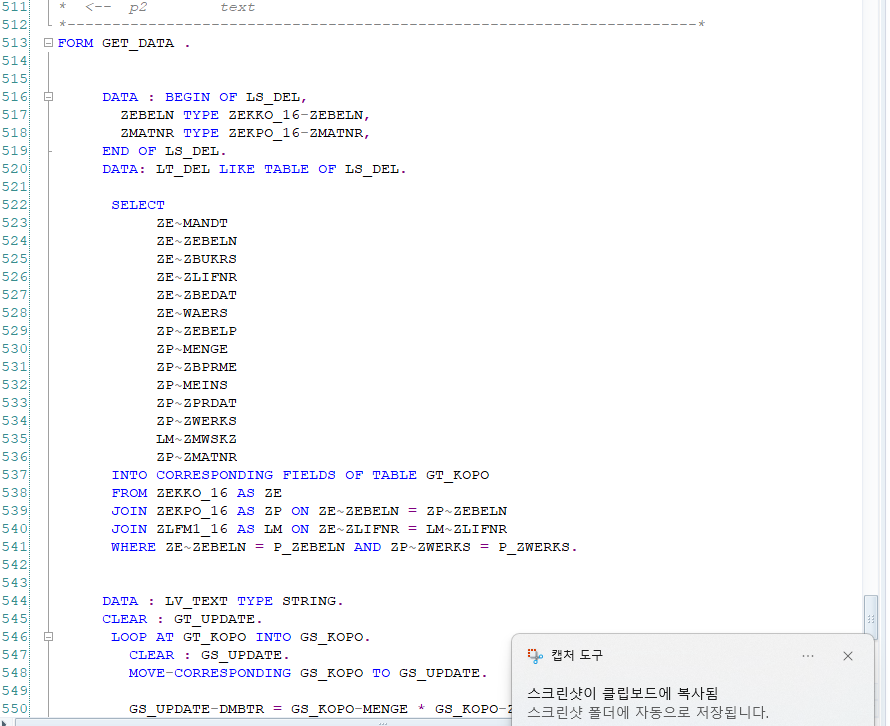 511 *  <--  p2        text
512 *----------------------------------------------------------------------*
513 FORM GET_DATA .
514
515
516 DATA : BEGIN OF LS_DEL,
517 ZEBELN TYPE ZEKKO_16-ZEBELN,
518 ZMATNR TYPE ZEKPO_16-ZMATNR,
519 END OF LS_DEL.
520 DATA: LT_DEL LIKE TABLE OF LS_DEL.
521
522 SELECT
523 ZE~MANDT
524 ZE~ZEBELN
525 ZE~ZBUKRS
526 ZE~ZLIFNR
527 ZE~ZBEDAT
528 ZE~WAERS
529 ZP~ZEBELP
530 ZP~MENGE
531 ZP~ZBPRME
532 ZP~MEINS
533 ZP~ZPRDAT
534 ZP~ZWERKS
535 LM~ZMWSKZ
536 ZP~ZMATNR
537 INTO CORRESPONDING FIELDS OF TABLE GT_KOPO
538 FROM ZEKKO_16 AS ZE
539 JOIN ZEKPO_16 AS ZP ON ZE~ZEBELN = ZP~ZEBELN
540 JOIN ZLFM1_16 AS LM ON ZE~ZLIFNR = LM~ZLIFNR
541 WHERE ZE~ZEBELN = P_ZEBELN AND ZP~ZWERKS = P_ZWERKS.
542
543
544 DATA : LV_TEXT TYPE STRING.
545 CLEAR : GT_UPDATE.
546 LOOP AT GT_KOPO INTO GS_KOPO.
547 CLEAR : GS_UPDATE.
548 MOVE-CORRESPONDING GS_KOPO TO GS_UPDATE.
549
550 GS_UPDATE-DMBTR = GS_KOPO-MENGE * GS_KOPO-
캡처 도구
스크린샷이 클립보드에 복사됨
스크린샷 폴더에 자동으로 저장됩니다.